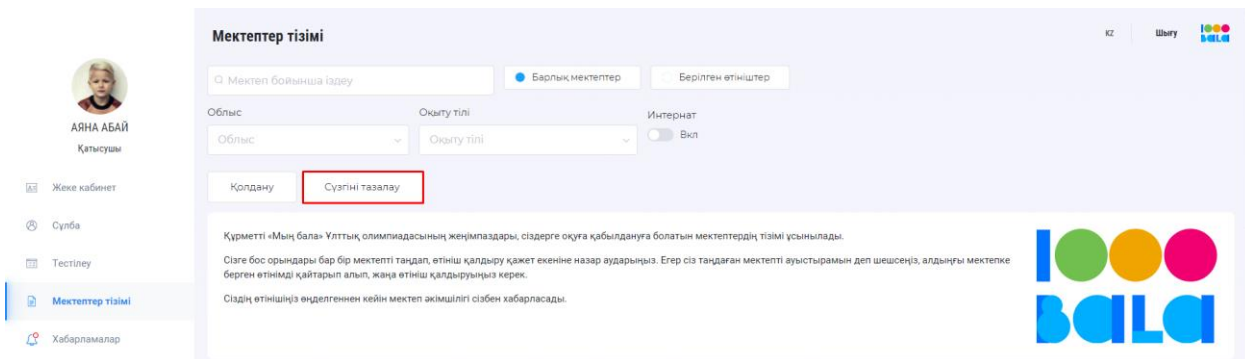 Мектептер тізімі
KZ
Шығу
1000
BALA
Мектеп бойынша іздеу
Барлық мектептер
Берілген өтініштер
Облыс
Оқыту тілі
Интернат
Облыс
Оқыту тілі
Вкл
АЯНА АБАЙ
Қатысушы
Жеке кабинет
Сұлба
Тестілеу
Мектептер тізімі
Хабарламалар
Қолдану
Сүзгіні тазалау
Құрметті «Мың бала» Ұлттық олимпиадасының жеңімпаздары, сіздерге оқуға қабылдануға болатын мектептердің тізімі ұсынылады.
Сізге бос орындары бар бір мектепті таңдап, өтініш қалдыру қажет екеніне назар аударыңыз. Егер сіз таңдаған мектепті ауыстырамын деп шешсеңіз, алдыңғы мектепке
берген өтінімді қайтарып алып, жаңа өтініш қалдыруыңыз керек.
Сіздің өтінішіңіз өңделгеннен кейін мектеп әкімшілігі сізбен хабарласады.
1000
BALA